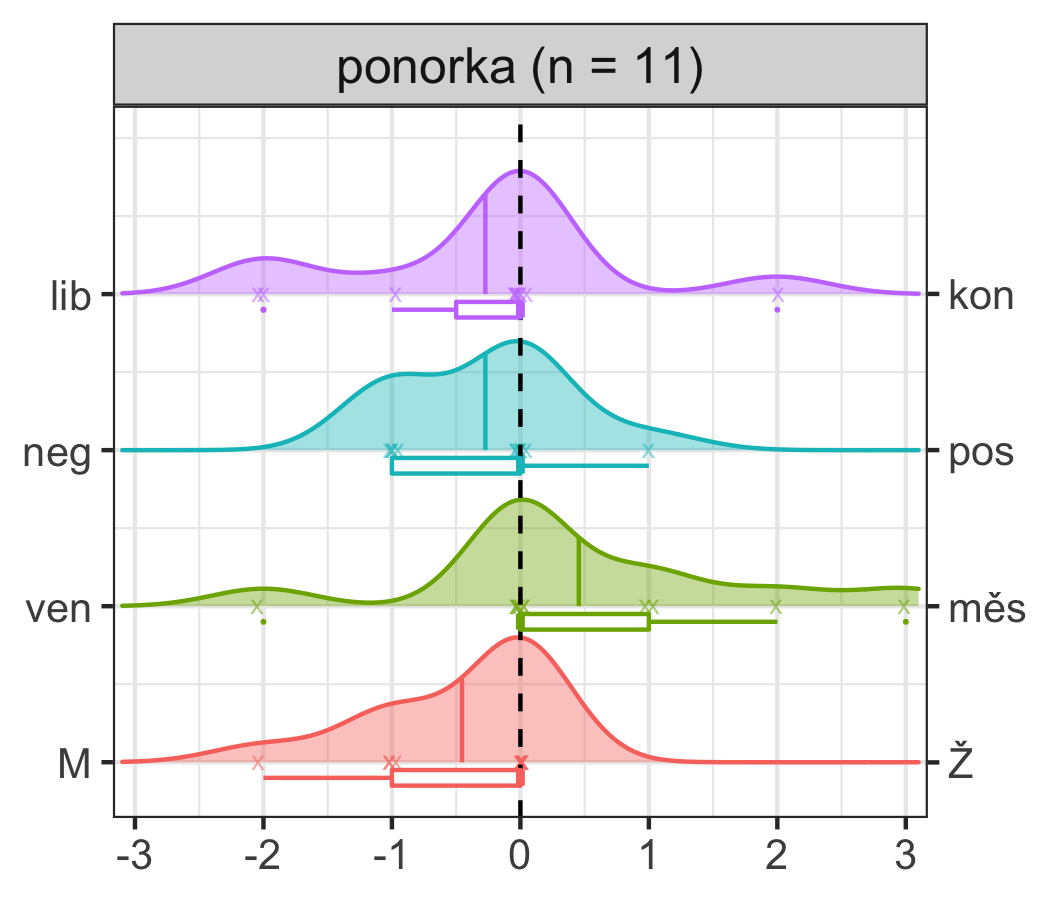 ponorka (n = 11)
lib kon
neg pos
ven měs
M Ž
-3 -2 -1 0 1 2 3